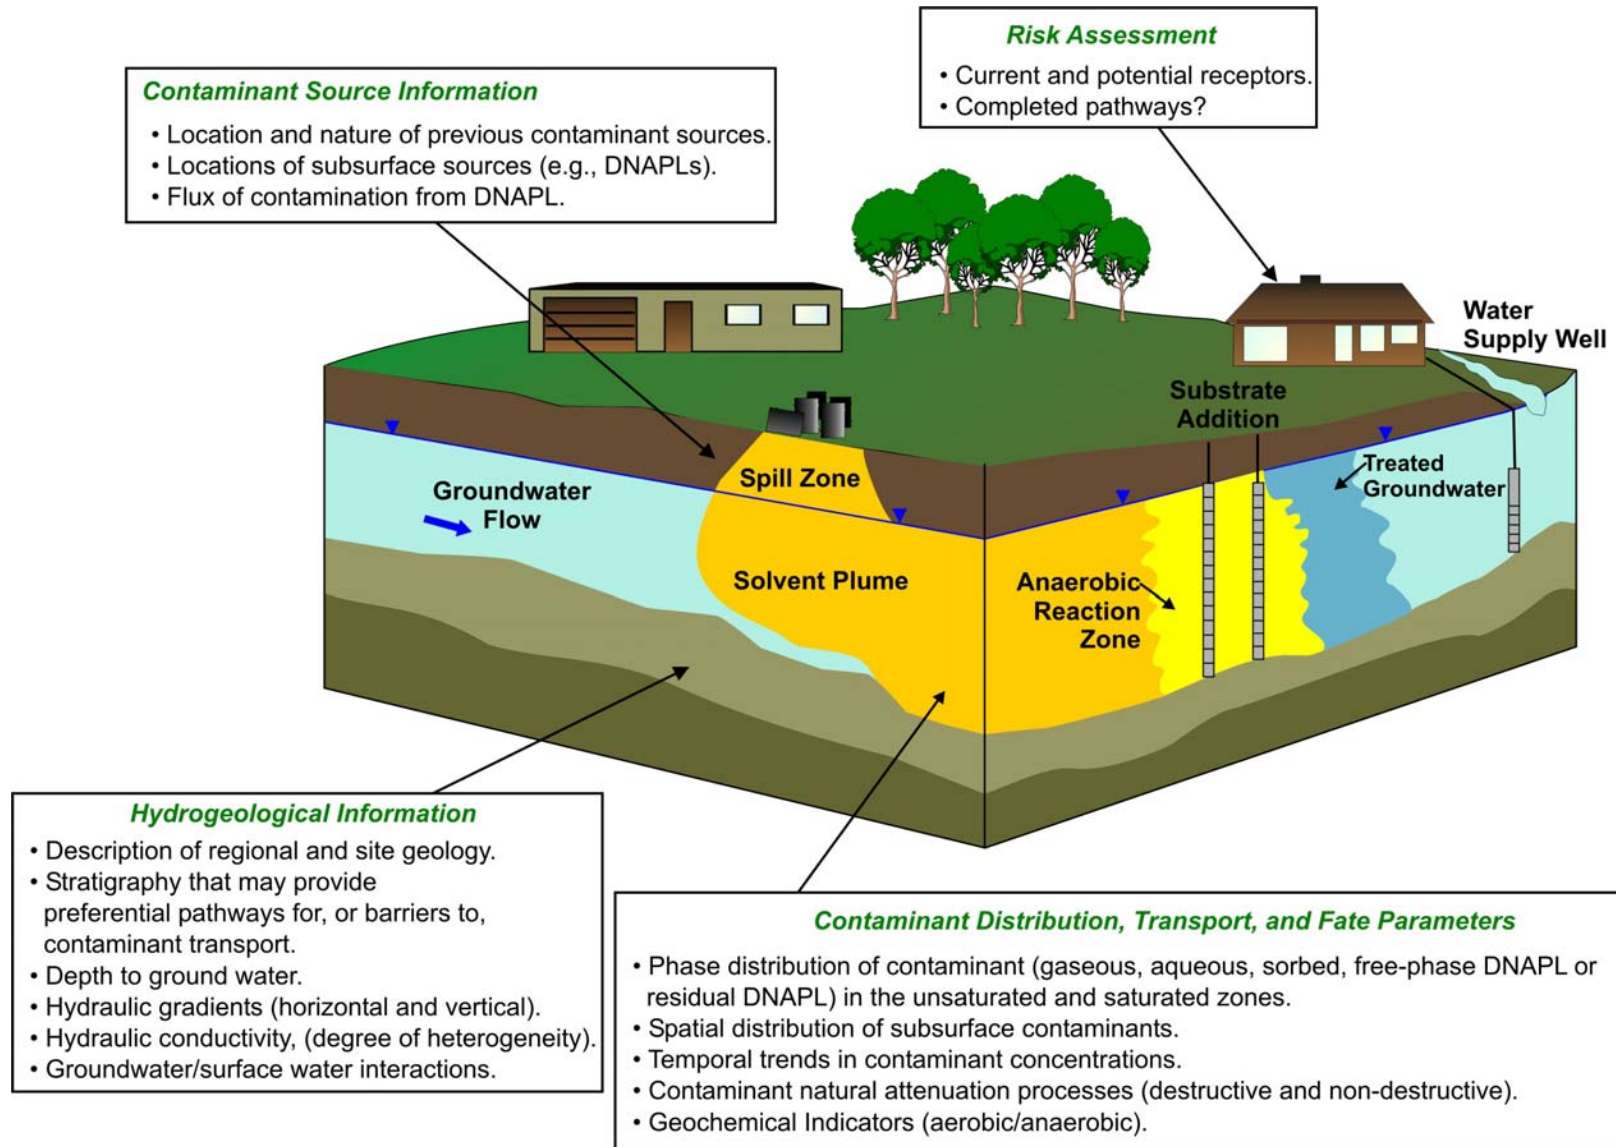 Risk Assessment
• Current and potential receptors.
• Completed pathways?
Contaminant Source Information
• Location and nature of previous contaminant sources.
• Locations of subsurface sources (e.g., DNAPLs).
• Flux of contamination from DNAPL.
Water
Supply Well
Substrate
Addition
Treated
Groundwater
Spill Zone
Groundwater
Flow
Solvent Plume
Anaerobic
Reaction
Zone
Hydrogeological Information
• Description of regional and site geology.
• Stratigraphy that may provide
preferential pathways for, or barriers to,
contaminant transport.
• Depth to ground water.
• Hydraulic gradients (horizontal and vertical).
• Hydraulic conductivity, (degree of heterogeneity).
• Groundwater/surface water interactions.
Contaminant Distribution, Transport, and Fate Parameters
• Phase distribution of contaminant (gaseous, aqueous, sorbed, free-phase DNAPL or
residual DNAPL) in the unsaturated and saturated zones.
• Spatial distribution of subsurface contaminants.
• Temporal trends in contaminant concentrations.
• Contaminant natural attenuation processes (destructive and non-destructive).
• Geochemical Indicators (aerobic/anaerobic).